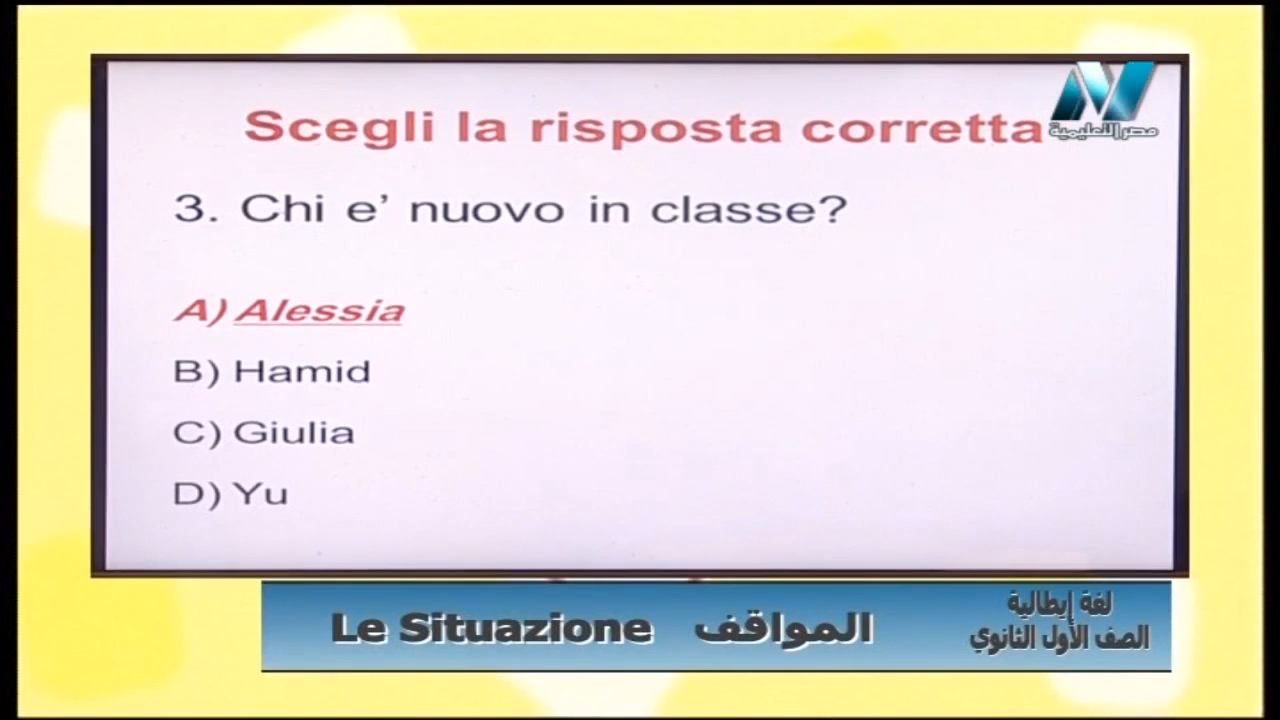 Scegli la risposta corretta
مصر التعليمية
3. Chi e’ nuovo in classe?
A) Alessia
B) Hamid
C) Giulia
D) Yu
Le Situazione المواقف
لغة إيطالية
الصف الأول الثانوي